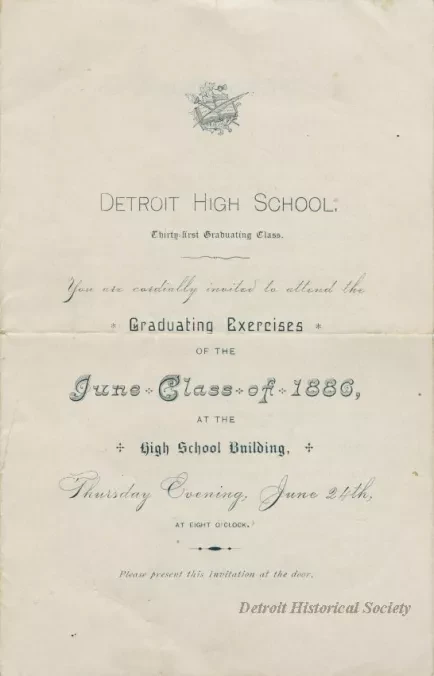 DETROIT HIGH SCHOOL.
Thirty-first Graduating Class.
You are cordially invited to attend the
Graduating Exercises
OF THE
June Class of 1886,
AT THE
High School Building,
Thursday Evening, June 24th,
AT EIGHT O'CLOCK.
Please present this invitation at the door.
Detroit Historical Society